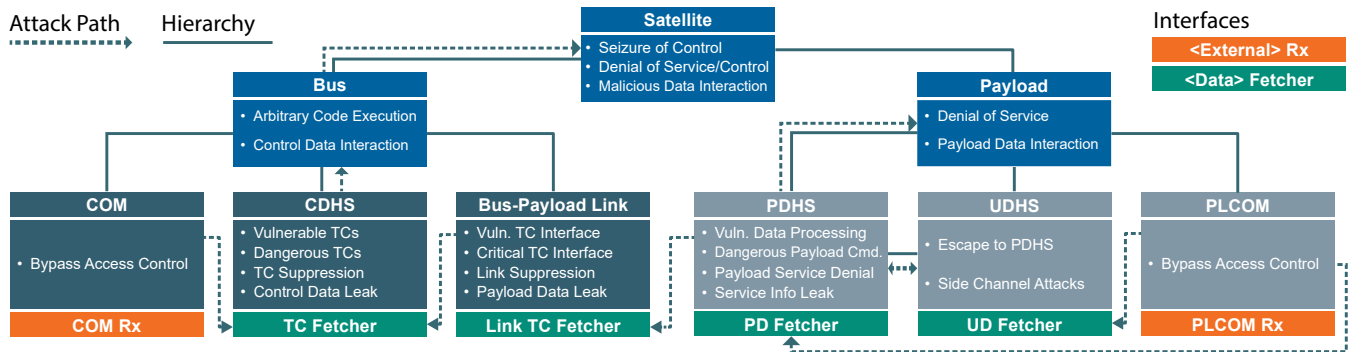 Attack Path
Hierarchy
Satellite
• Seizure of Control
• Denial of Service/Control
• Malicious Data Interaction
Interfaces
<External> Rx
<Data> Fetcher
Bus
• Arbitrary Code Execution
• Control Data Interaction
Payload
• Denial of Service
• Payload Data Interaction
COM
• Bypass Access Control
COM Rx
CDHS
• Vulnerable TCs
• Dangerous TCs
• TC Suppression
• Control Data Leak
TC Fetcher
Bus-Payload Link
• Vuln. TC Interface
• Critical TC Interface
• Link Suppression
• Payload Data Leak
Link TC Fetcher
PDHS
• Vuln. Data Processing
• Dangerous Payload Cmd.
• Payload Service Denial
• Service Info Leak
PD Fetcher
UDHS
• Escape to PDHS
• Side Channel Attacks
UD Fetcher
PLCOM
• Bypass Access Control
PLCOM Rx